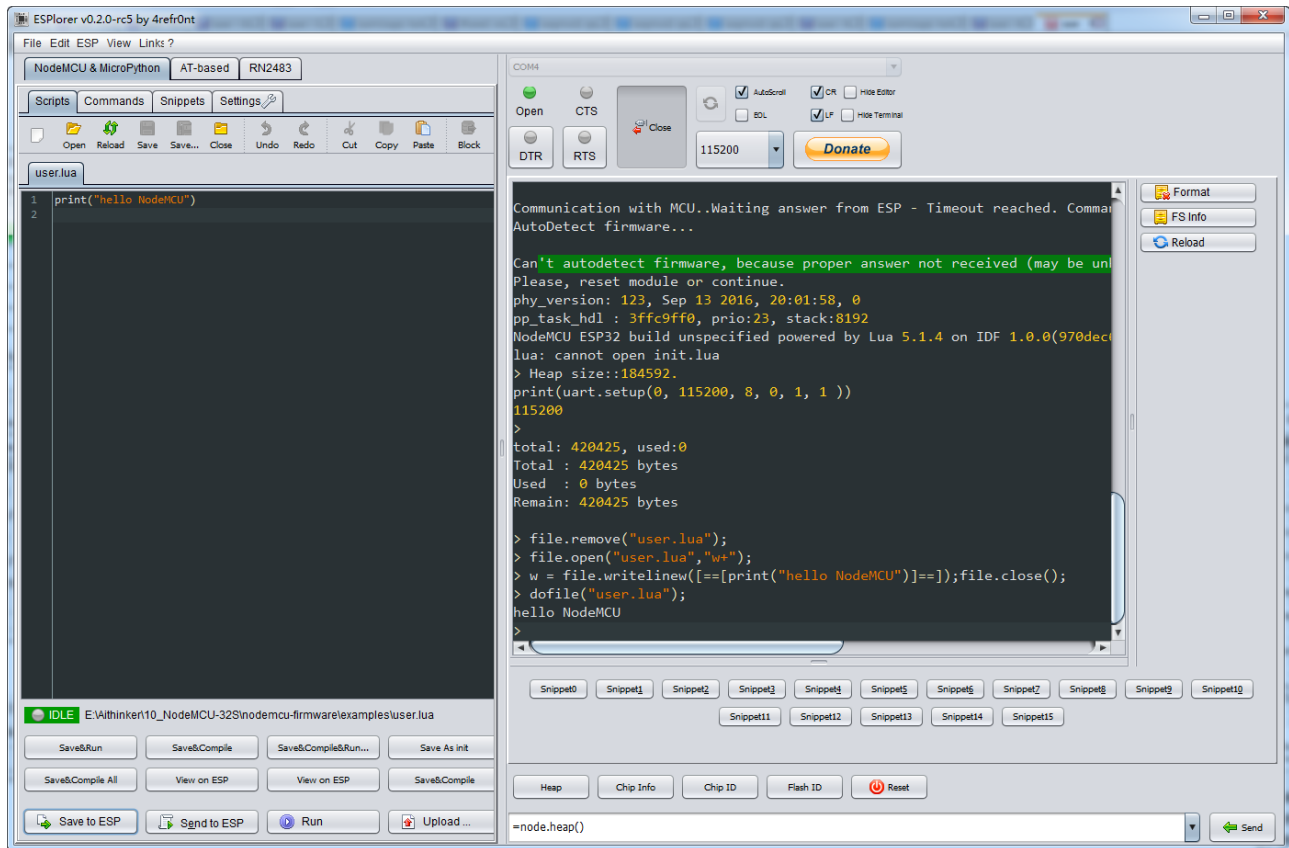 ESPlorer v0.2.0-rc5 by 4refr0nt
File Edit ESP View Links ?
NodeMCU & MicroPython AT-based RN2483
Scripts Commands Snippets Settings
Open Reload Save Save... Close Undo Redo Cut Copy Paste Block
user.lua
1 print("hello NodeMCU")
2
IDLE E:\Aithinker\10_NodeMCU-32S\nodemcu-firmware\examples\user.lua
Save&Run Save&Compile Save&Compile&Run... Save As init
Save&Compile All View on ESP View on ESP Save&Compile
Save to ESP Send to ESP Run Upload ...
COM4
Open CTS Close AutoScroll CR Hide Editor
EOL LF Hide Terminal
DTR RTS 115200 Donate
Communication with MCU..Waiting answer from ESP - Timeout reached. Comman
AutoDetect firmware...
Can't autodetect firmware, because proper answer not received (may be unk
Please, reset module or continue.
phy_version: 123, Sep 13 2016, 20:01:58, 0
pp_task_hdl : 3ffc9ff0, prio:23, stack:8192
NodeMCU ESP32 build unspecified powered by Lua 5.1.4 on IDF 1.0.0(970dec
lua: cannot open init.lua
> Heap size::184592.
print(uart.setup(0, 115200, 8, 0, 1, 1 ))
115200
>
total: 420425, used:0
Total : 420425 bytes
Used  : 0 bytes
Remain: 420425 bytes
> file.remove("user.lua");
> file.open("user.lua","w+");
> w = file.writelinew([==[print("hello NodeMCU")]==]);file.close();
> dofile("user.lua");
hello NodeMCU
>
Format
FS Info
Reload
Snippet0 Snippet1 Snippet2 Snippet3 Snippet4 Snippet5 Snippet6 Snippet7 Snippet8 Snippet9 Snippet10
Snippet11 Snippet12 Snippet13 Snippet14 Snippet15
Heap Chip Info Chip ID Flash ID Reset
=node.heap() Send